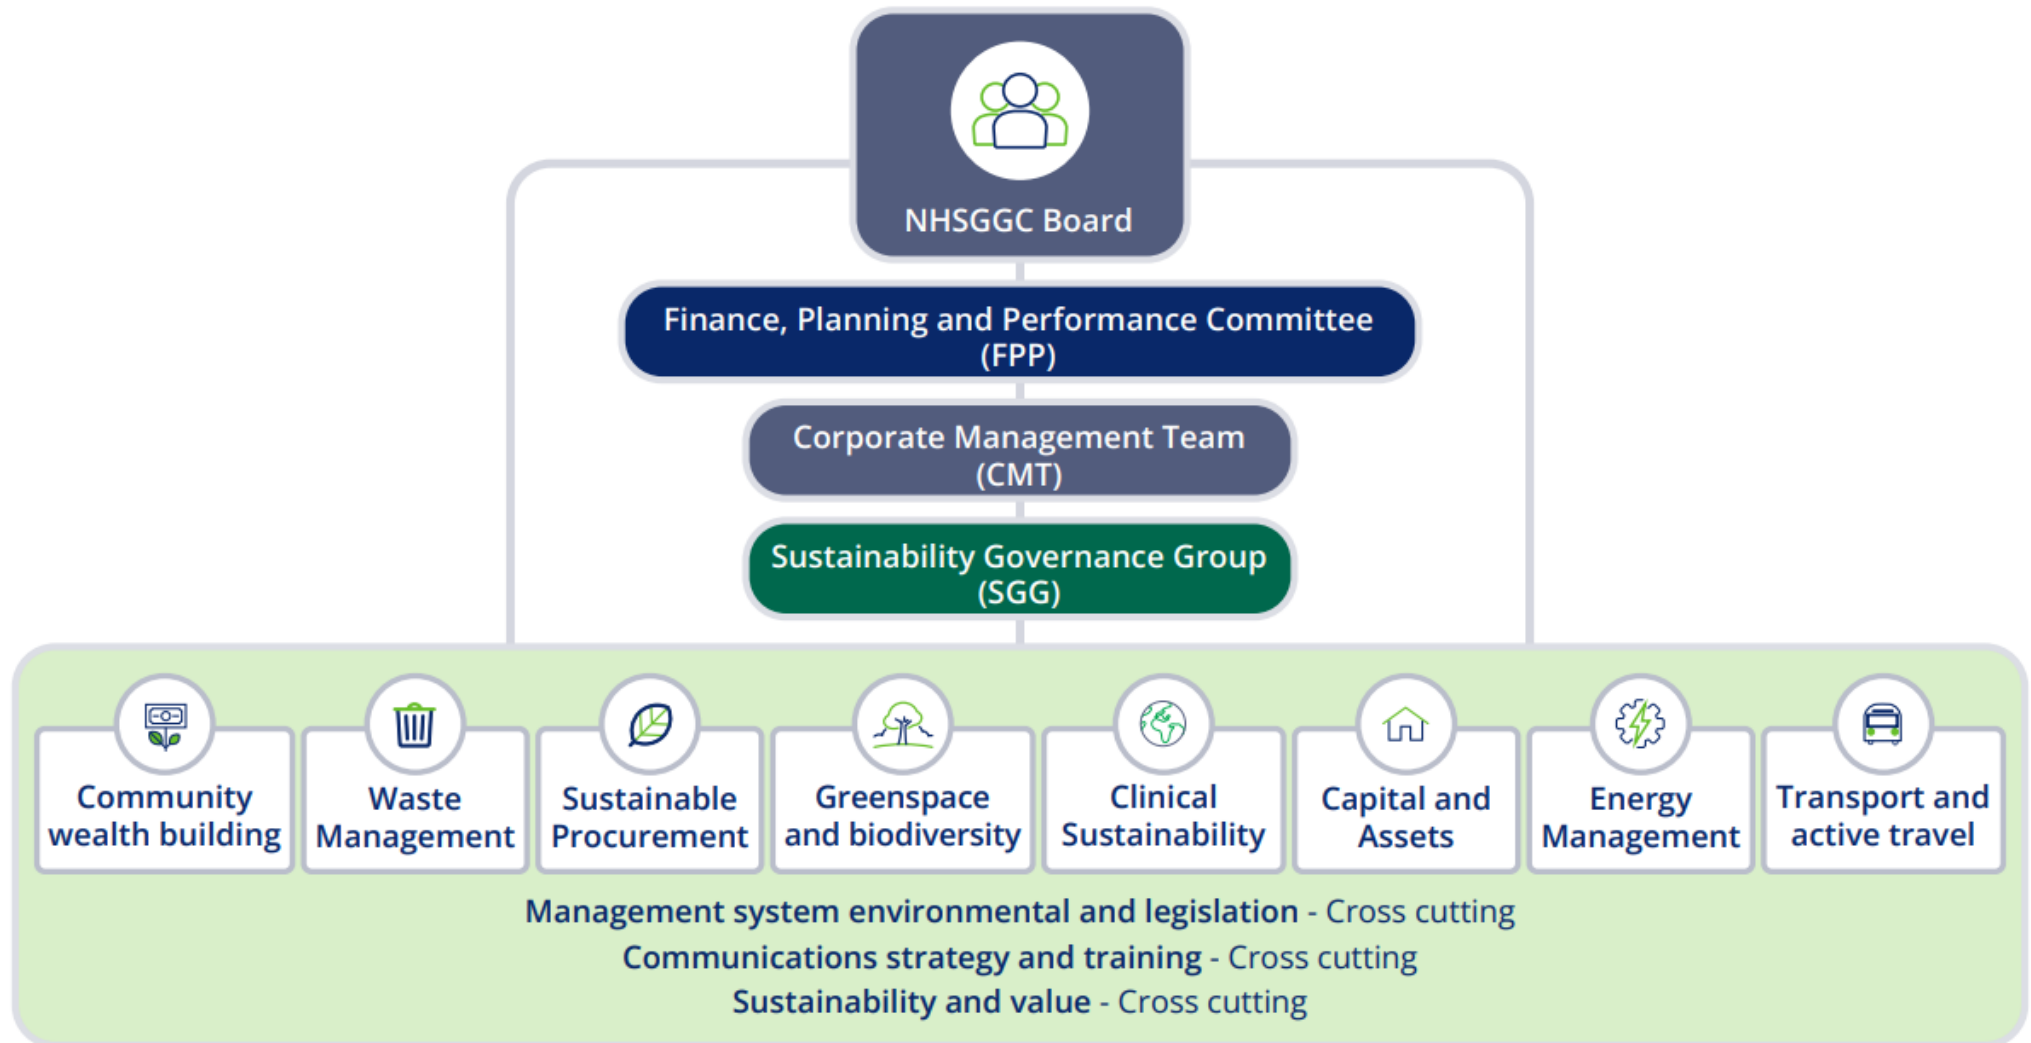 NHSGGC Board
Finance, Planning and Performance Committee
(FPP)
Corporate Management Team
(CMT)
Sustainability Governance Group
(SGG)
Community
wealth building
Waste
Management
Sustainable
Procurement
Greenspace
and biodiversity
Clinical
Sustainability
Capital and
Assets
Energy
Management
Transport and
active travel
Management system environmental and legislation - Cross cutting
Communications strategy and training - Cross cutting
Sustainability and value - Cross cutting